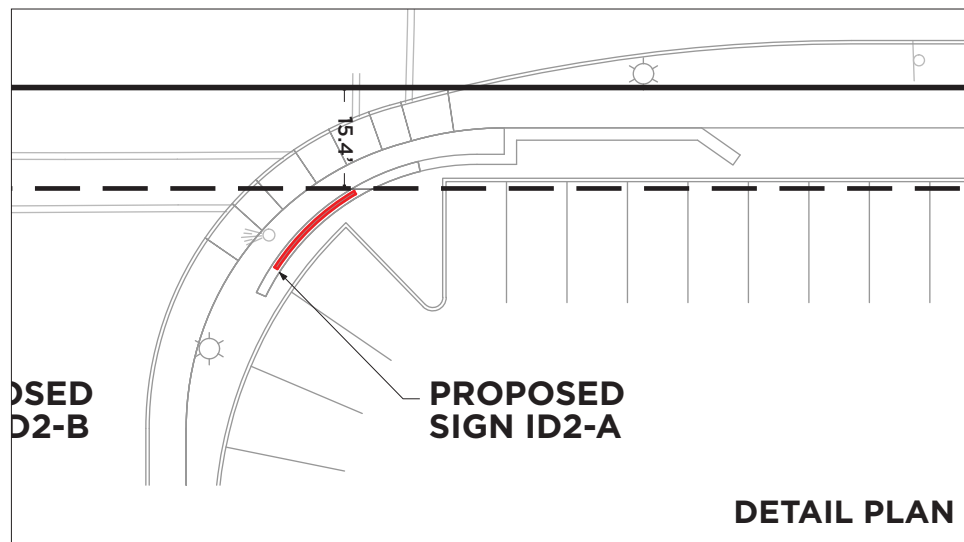 15.4'
OSED
D2-B
PROPOSED
SIGN ID2-A
DETAIL PLAN